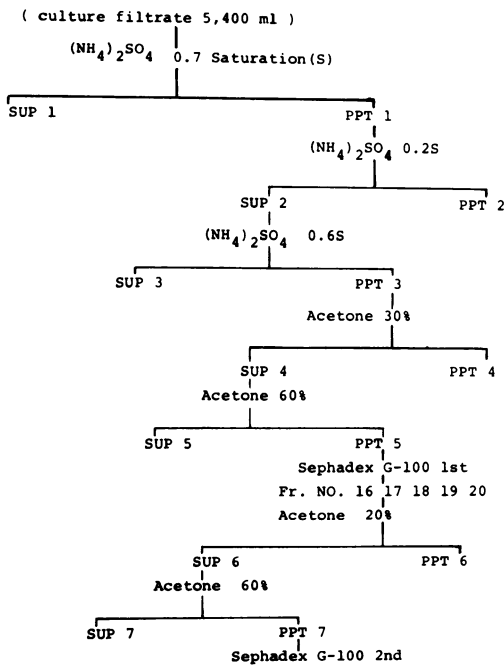 ( culture filtrate 5,400 ml )
(NH4)2SO4 0.7 Saturation(S)
SUP 1 PPT 1
(NH4)2SO4 0.2S
SUP 2 PPT 2
(NH4)2SO4 0.6S
SUP 3 PPT 3
Acetone 30%
SUP 4 PPT 4
Acetone 60%
SUP 5 PPT 5
Sephadex G-100 1st
Fr. NO. 16 17 18 19 20
Acetone 20%
SUP 6 PPT 6
Acetone 60%
SUP 7 PPT 7
Sephadex G-100 2nd